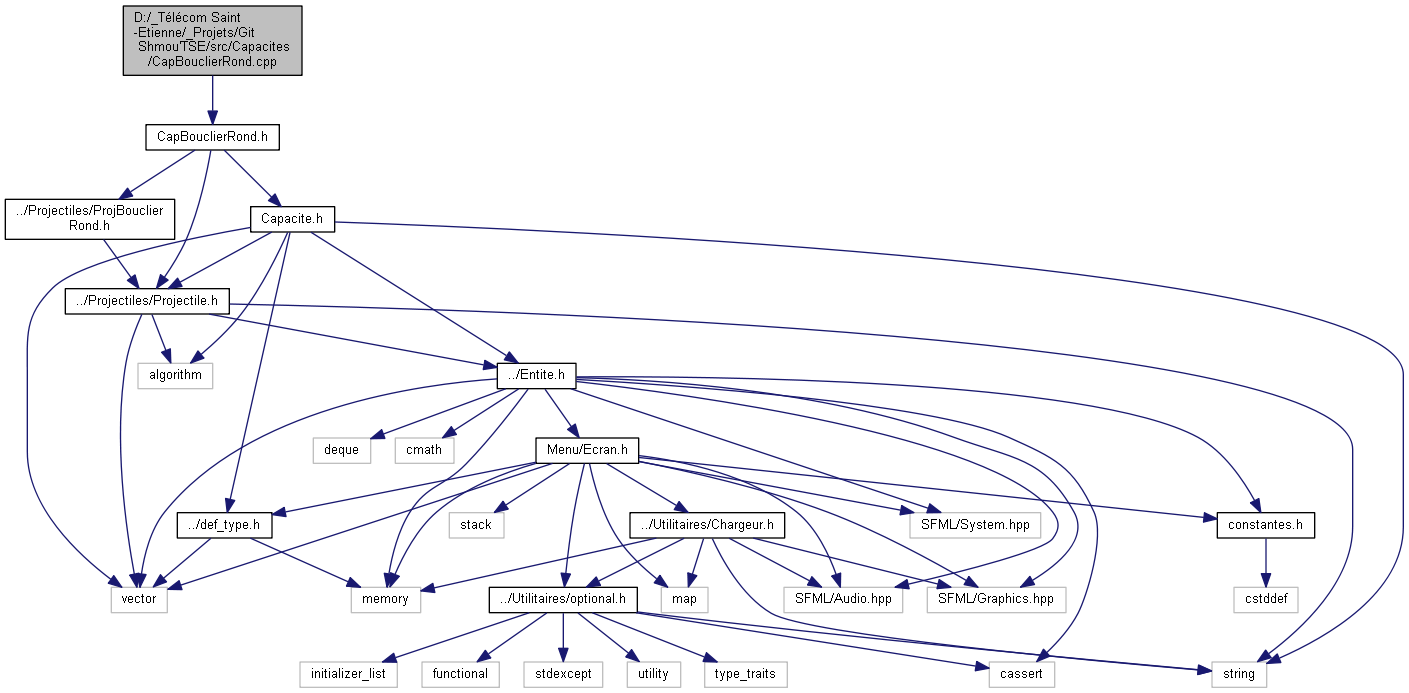 D:/_Télécom Saint
-Etienne/_Projets/Git
Shmou'TSE/src/Capacites
/CapBouclierRond.cpp
CapBouclierRond.h
../Projectiles/ProjBouclier
Rond.h
Capacite.h
../Projectiles/Projectile.h
algorithm
../Entite.h
deque
cmath
Menu/Ecran.h
../def_type.h
stack
../Utilitaires/Chargeur.h
SFML/System.hpp
constantes.h
vector
memory
../Utilitaires/optional.h
map
SFML/Audio.hpp
SFML/Graphics.hpp
cstddef
initializer_list
functional
stdexcept
utility
type_traits
cassert
string